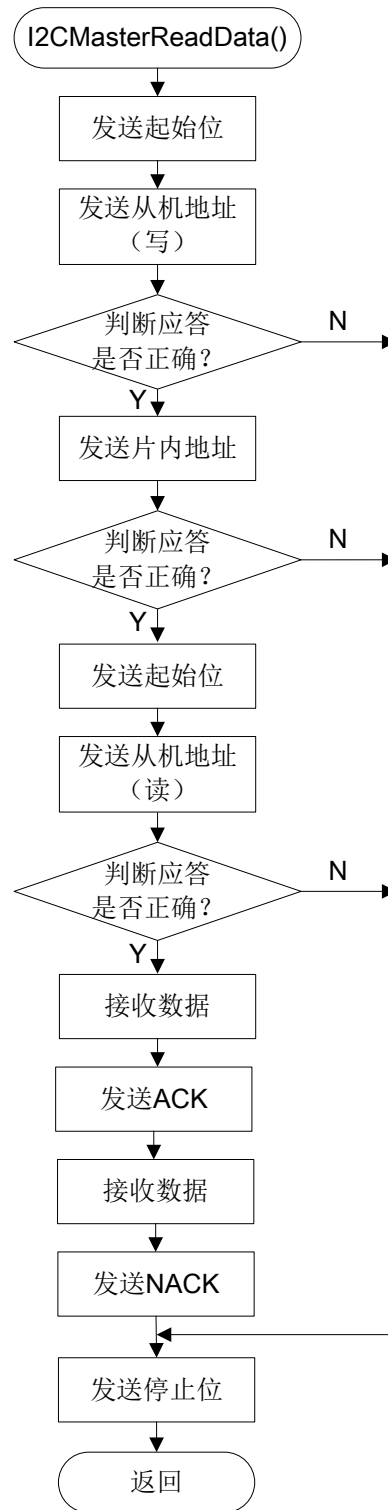 I2CMasterReadData()
发送起始位
发送从机地址
（写）
判断应答
是否正确？
N
Y
发送片内地址
判断应答
是否正确？
N
Y
发送起始位
发送从机地址
（读）
判断应答
是否正确？
N
Y
接收数据
发送ACK
接收数据
发送NACK
发送停止位
返回